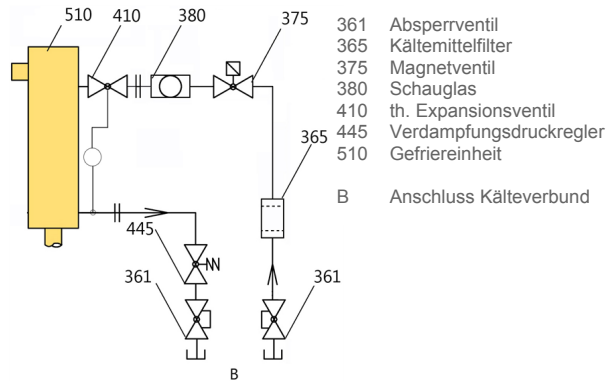 510
410
380
375
365
445
361
361
B
361 Absperrventil
365 Kältemittelfilter
375 Magnetventil
380 Schauglas
410 th. Expansionsventil
445 Verdampfungsdruckregler
510 Gefriereinheit
B Anschluss Kälteverbund